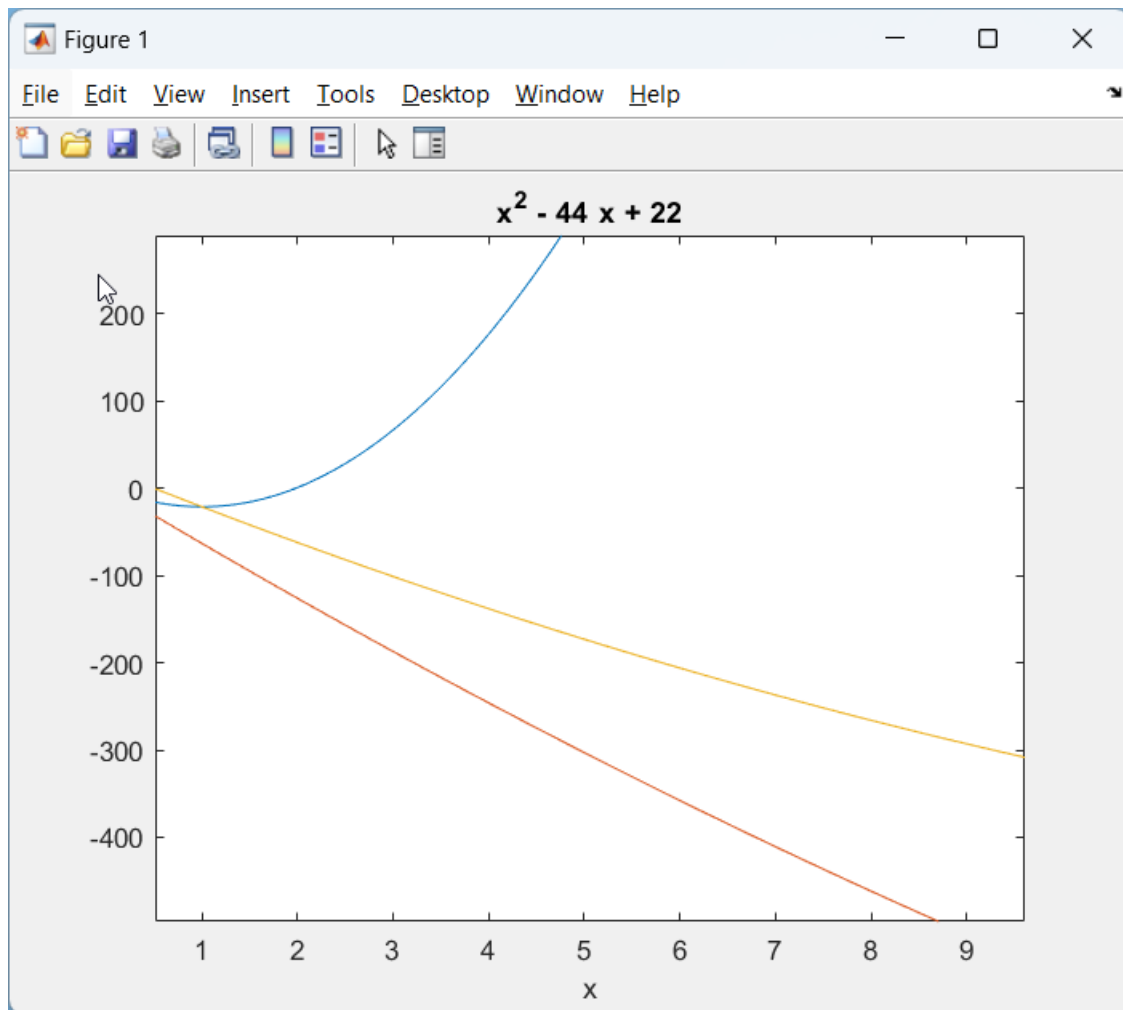 Figure 1
File Edit View Insert Tools Desktop Window Help
x² - 44 x + 22
200
100
0
-100
-200
-300
-400
1 2 3 4 5 6 7 8 9
x